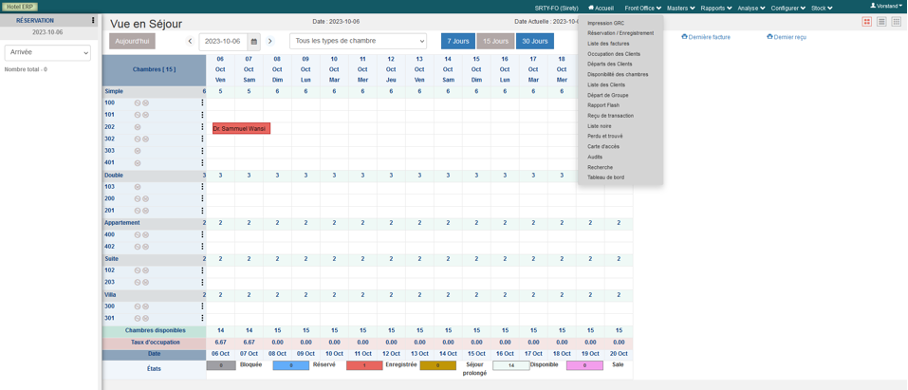 Hotel ERP
SRTY-FO (Sirety) Accueil Front Office Masters Rapports Analyse Configurer Stock Vorstand
RÉSERVATION
2023-10-06
Arrivée
Nombre total - 0
Vue en Séjour
Date : 2023-10-06
Date Actuelle : 2023-10-0
Aujourd'hui
2023-10-06
Tous les types de chambre
7 Jours 15 Jours 30 Jours
Dernière facture
Dernier reçu
Impression GRC
Réservation / Enregistrement
Liste des factures
Occupation des Clients
Départs des Clients
Disponibilité des chambres
Liste des Clients
Départ de Groupe
Rapport Flash
Reçu de transaction
Liste noire
Perdu et trouvé
Carte d'accès
Audits
Recherche
Tableau de bord
06 07 08 09 10 11 12 13 14 15 16 17 18
Oct Oct Oct Oct Oct Oct Oct Oct Oct Oct Oct Oct Oct
Ven Sam Dim Lun Mar Mer Jeu Ven Sam Dim Lun Mar Mer
Chambres [ 15 ]
Simple 6 5 5 6 6 6 6 6 6 6 6 6 6 6
100
101
202 Dr. Sammuel Wansi
302
303
401
Double 3 3 3 3 3 3 3 3 3 3 3 3 3 3
103
200
201
Appartement 2 2 2 2 2 2 2 2 2 2 2 2 2 2 2 2
400
402
Suite 2 2 2 2 2 2 2 2 2 2 2 2 2 2 2 2
102
203
Villa 2 2 2 2 2 2 2 2 2 2 2 2 2 2 2 2
300
301
Chambres disponibles 14 14 15 15 15 15 15 15 15 15 15 15 15 15 15
Taux d'occupation 6.67 6.67 0.00 0.00 0.00 0.00 0.00 0.00 0.00 0.00 0.00 0.00 0.00 0.00 0.00
Date 06 Oct 07 Oct 08 Oct 09 Oct 10 Oct 11 Oct 12 Oct 13 Oct 14 Oct 15 Oct 16 Oct 17 Oct 18 Oct 19 Oct 20 Oct
États 0 Bloquée 0 Réservé 1 Enregistrée 0 Séjour prolongé 14 Disponible 0 Sale